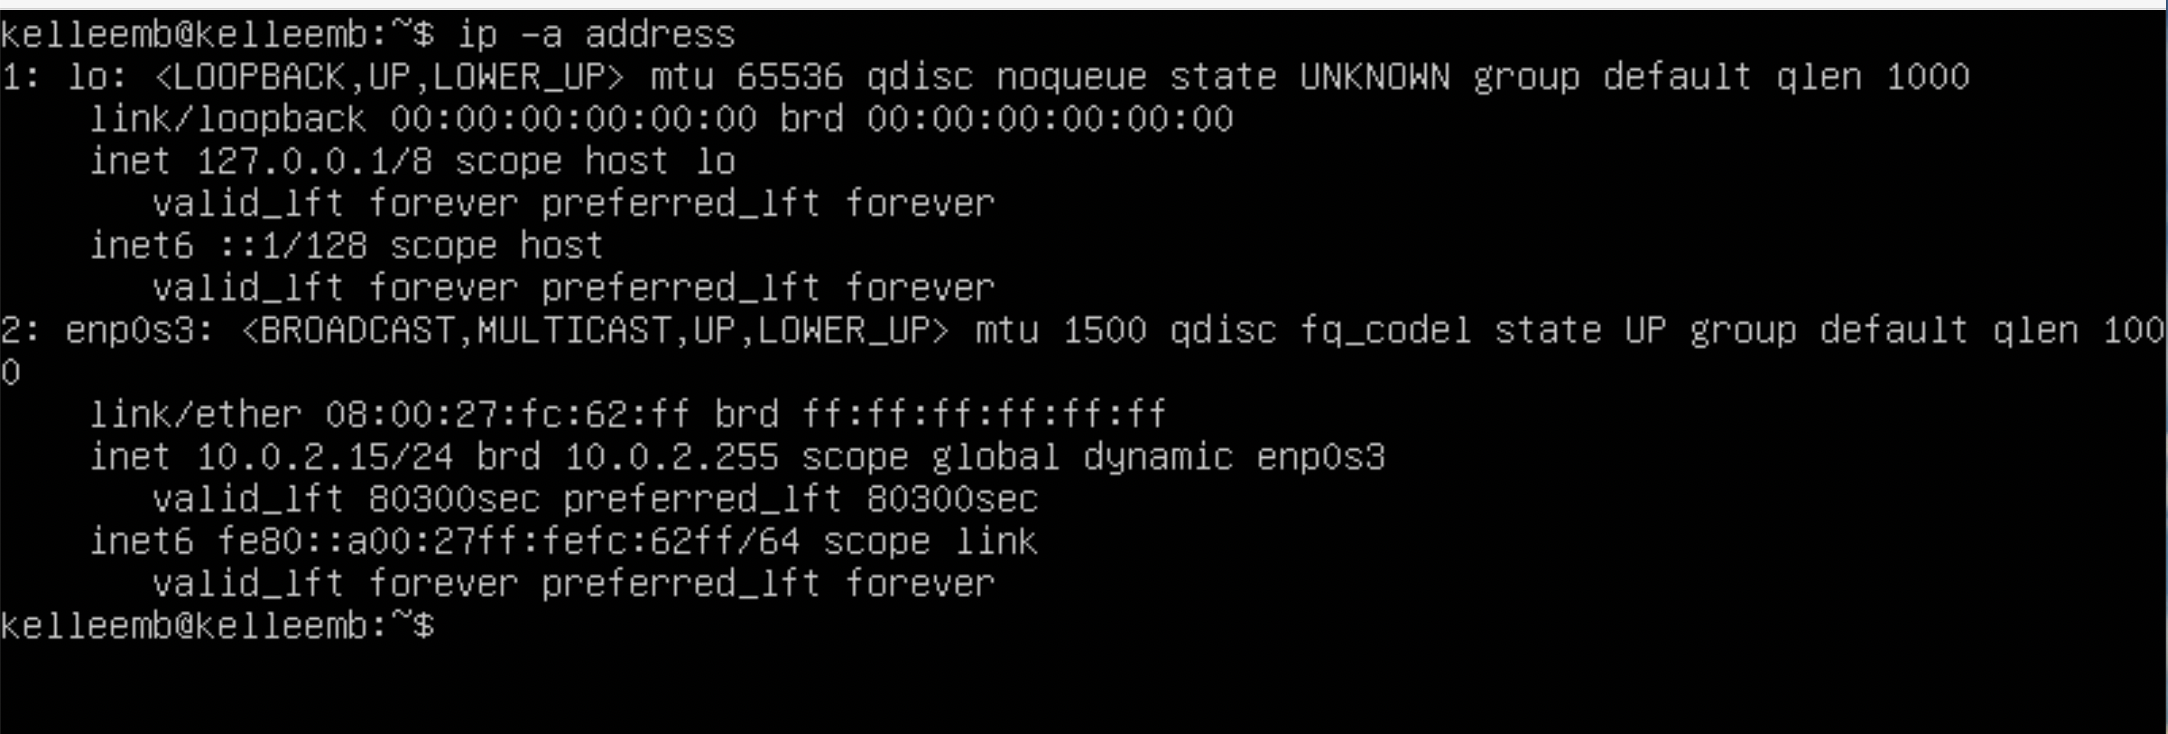 kelleemb@kelleemb:~$ ip -a address
1: lo: <LOOPBACK,UP,LOWER_UP> mtu 65536 qdisc noqueue state UNKNOWN group default qlen 1000
    link/loopback 00:00:00:00:00:00 brd 00:00:00:00:00:00
    inet 127.0.0.1/8 scope host lo
       valid_lft forever preferred_lft forever
    inet6 ::1/128 scope host
       valid_lft forever preferred_lft forever
2: enp0s3: <BROADCAST,MULTICAST,UP,LOWER_UP> mtu 1500 qdisc fq_codel state UP group default qlen 100
0
    link/ether 08:00:27:fc:62:ff brd ff:ff:ff:ff:ff:ff
    inet 10.0.2.15/24 brd 10.0.2.255 scope global dynamic enp0s3
       valid_lft 80300sec preferred_lft 80300sec
    inet6 fe80::a00:27ff:fefc:62ff/64 scope link
       valid_lft forever preferred_lft forever
kelleemb@kelleemb:~$